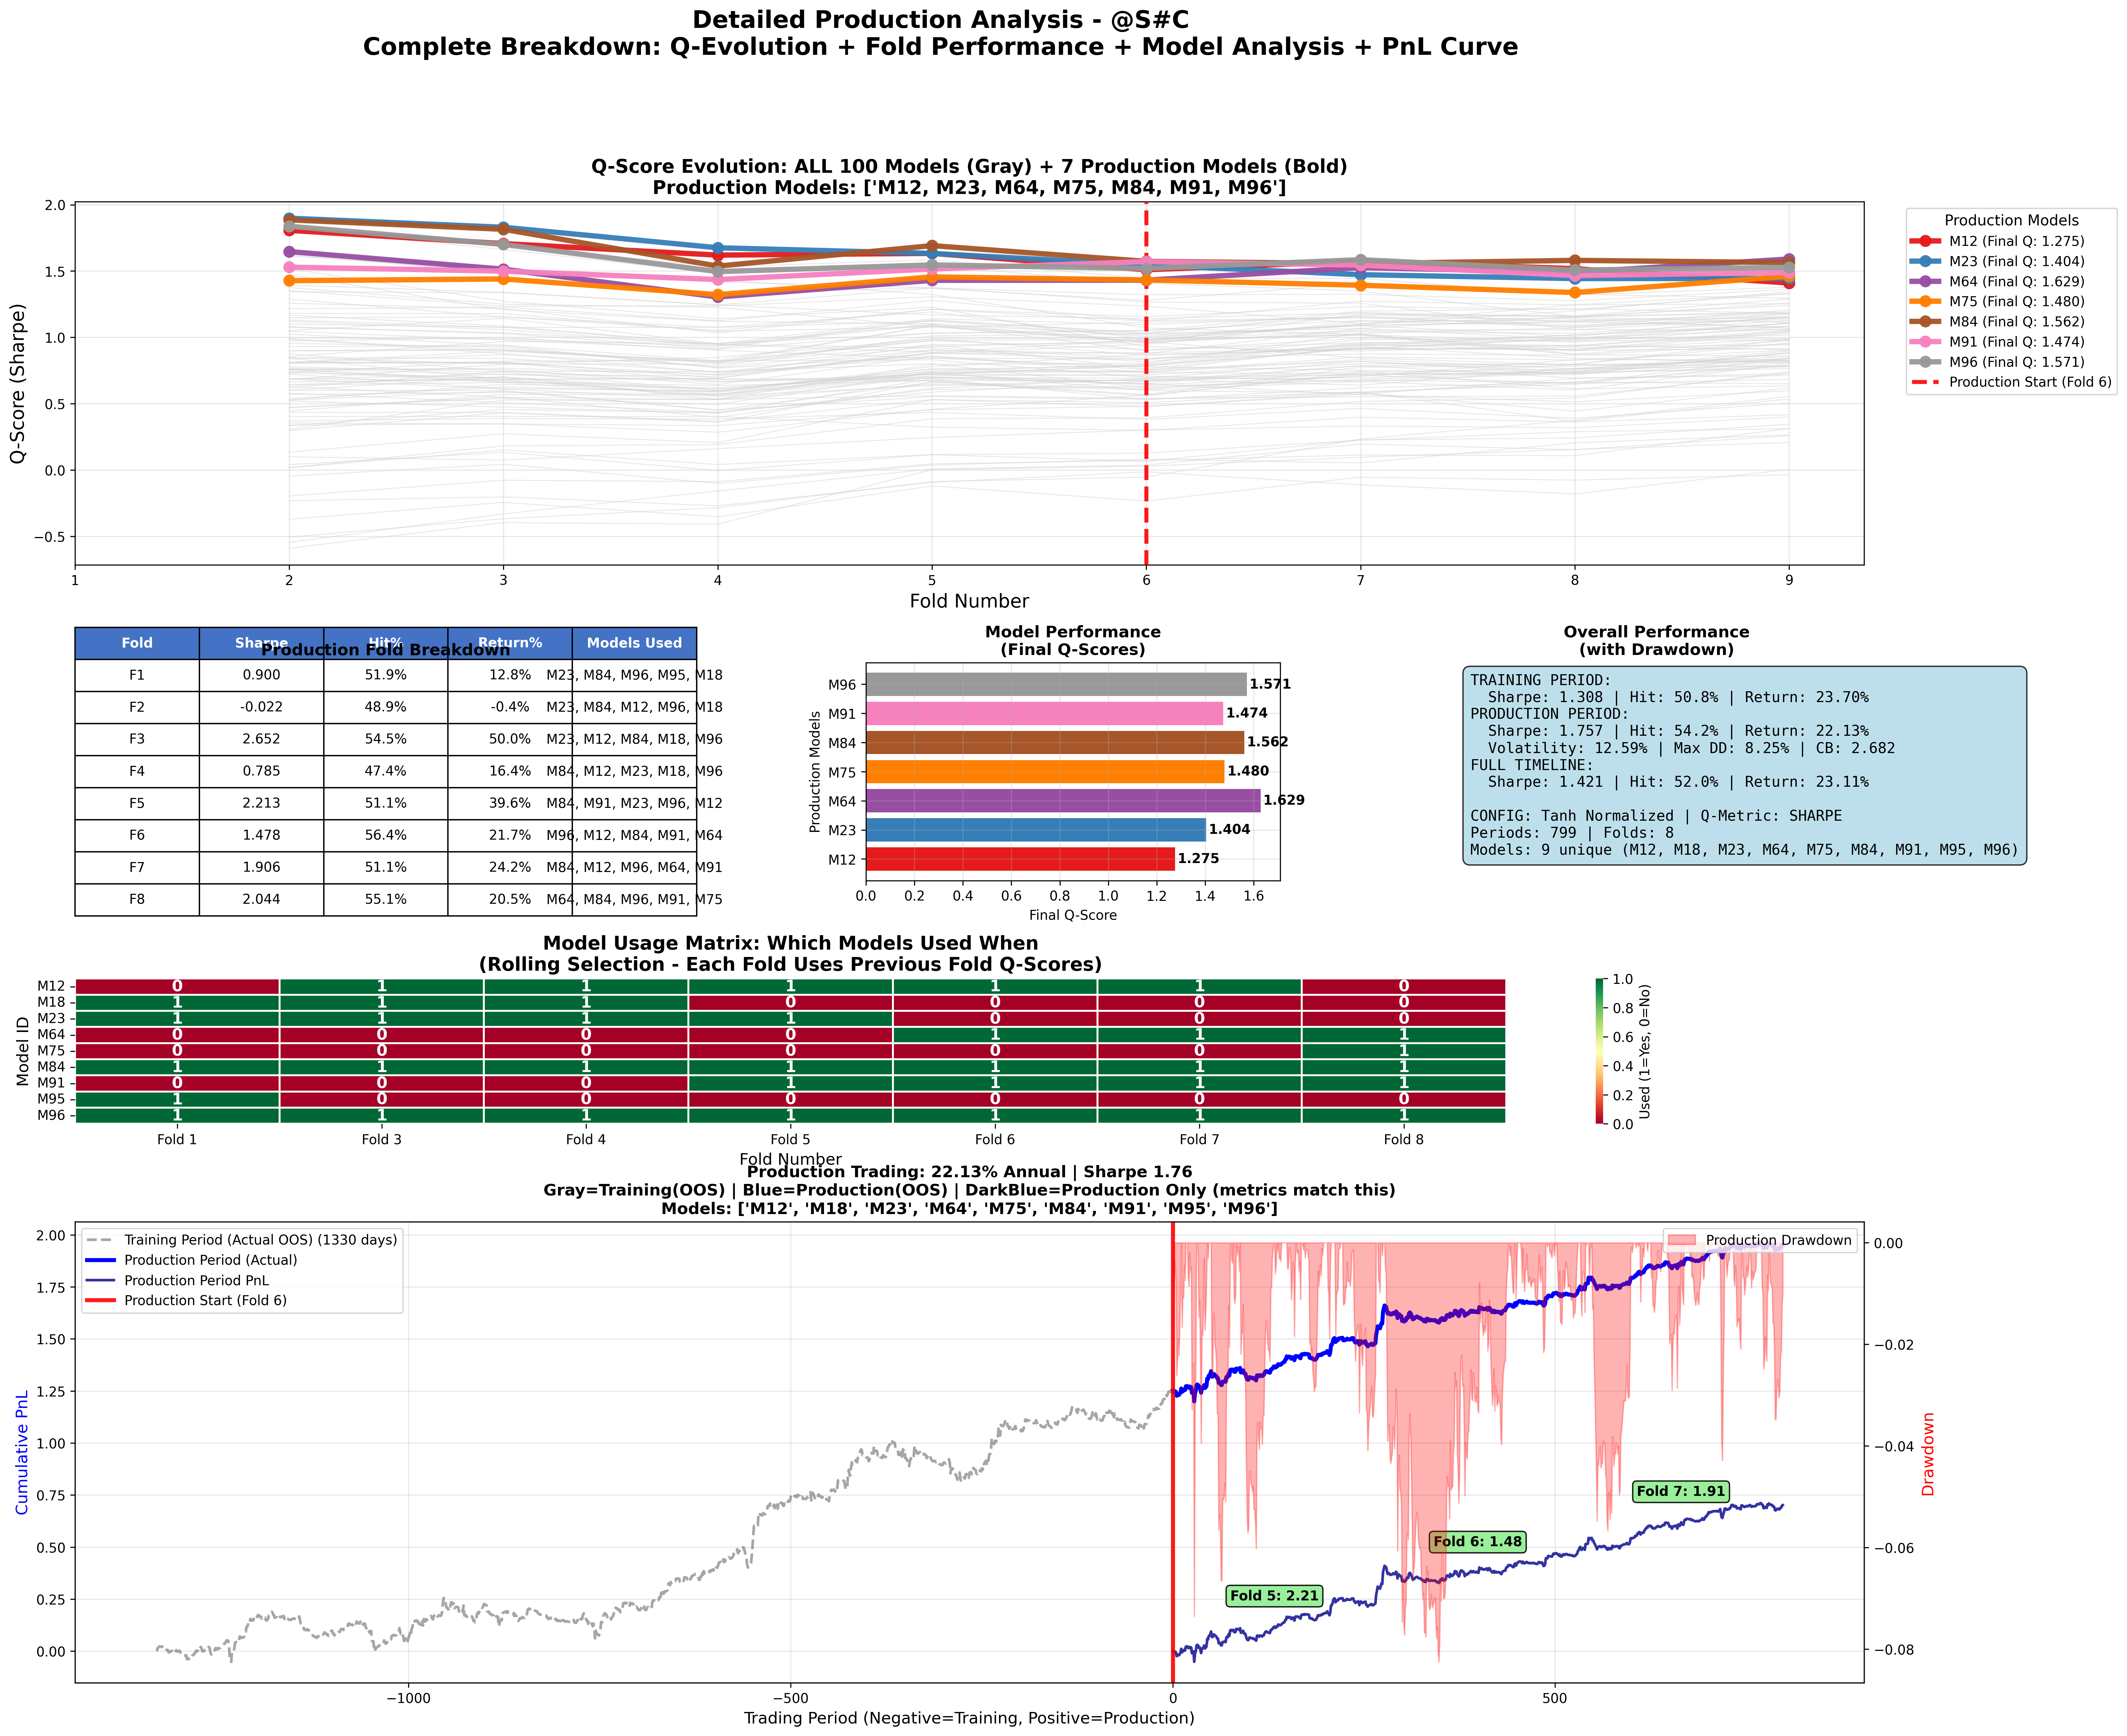 Detailed Production Analysis - @S#C
Complete Breakdown: Q-Evolution + Fold Performance + Model Analysis + PnL Curve
Q-Score Evolution: ALL 100 Models (Gray) + 7 Production Models (Bold)
Production Models: ['M12, M23, M64, M75, M84, M91, M96']
Q-Score (Sharpe)
2.0
1.5
1.0
0.5
0.0
−0.5
1 2 3 4 5 6 7 8 9
Fold Number
Production Models
M12 (Final Q: 1.275)
M23 (Final Q: 1.404)
M64 (Final Q: 1.629)
M75 (Final Q: 1.480)
M84 (Final Q: 1.562)
M91 (Final Q: 1.474)
M96 (Final Q: 1.571)
Production Start (Fold 6)
Production Fold Breakdown
Fold Sharpe Hit% Return% Models Used
F1 0.900 51.9% 12.8% M23, M84, M96, M95, M18
F2 -0.022 48.9% -0.4% M23, M84, M12, M96, M18
F3 2.652 54.5% 50.0% M23, M12, M84, M18, M96
F4 0.785 47.4% 16.4% M84, M12, M23, M18, M96
F5 2.213 51.1% 39.6% M84, M91, M23, M96, M12
F6 1.478 56.4% 21.7% M96, M12, M84, M91, M64
F7 1.906 51.1% 24.2% M84, M12, M96, M64, M91
F8 2.044 55.1% 20.5% M64, M84, M96, M91, M75
Model Performance
(Final Q-Scores)
Production Models
M96 1.571
M91 1.474
M84 1.562
M75 1.480
M64 1.629
M23 1.404
M12 1.275
0.0 0.2 0.4 0.6 0.8 1.0 1.2 1.4 1.6
Final Q-Score
Overall Performance
(with Drawdown)
TRAINING PERIOD:
Sharpe: 1.308 | Hit: 50.8% | Return: 23.70%
PRODUCTION PERIOD:
Sharpe: 1.757 | Hit: 54.2% | Return: 22.13%
Volatility: 12.59% | Max DD: 8.25% | CB: 2.682
FULL TIMELINE:
Sharpe: 1.421 | Hit: 52.0% | Return: 23.11%
CONFIG: Tanh Normalized | Q-Metric: SHARPE
Periods: 799 | Folds: 8
Models: 9 unique (M12, M18, M23, M64, M75, M84, M91, M95, M96)
Model Usage Matrix: Which Models Used When
(Rolling Selection - Each Fold Uses Previous Fold Q-Scores)
Model ID
M12 0 1 1 1 1 1 0
M18 1 1 1 0 0 0 0
M23 1 1 1 1 0 0 0
M64 0 0 0 0 1 1 1
M75 0 0 0 0 0 0 1
M84 1 1 1 1 1 1 1
M91 0 0 0 1 1 1 1
M95 1 0 0 0 0 0 0
M96 1 1 1 1 1 1 1
Fold 1 Fold 3 Fold 4 Fold 5 Fold 6 Fold 7 Fold 8
Fold Number
1.0
0.8
0.6
0.4
0.2
0.0
Used (1=Yes, 0=No)
Production Trading: 22.13% Annual | Sharpe 1.76
Gray=Training(OOS) | Blue=Production(OOS) | DarkBlue=Production Only (metrics match this)
Models: ['M12', 'M18', 'M23', 'M64', 'M75', 'M84', 'M91', 'M95', 'M96']
Cumulative PnL
2.00
1.75
1.50
1.25
1.00
0.75
0.50
0.25
0.00
Training Period (Actual OOS) (1330 days)
Production Period (Actual)
Production Period PnL
Production Start (Fold 6)
Production Drawdown
Fold 5: 2.21
Fold 6: 1.48
Fold 7: 1.91
0.00
−0.02
−0.04
−0.06
−0.08
Drawdown
−1000 −500 0 500
Trading Period (Negative=Training, Positive=Production)